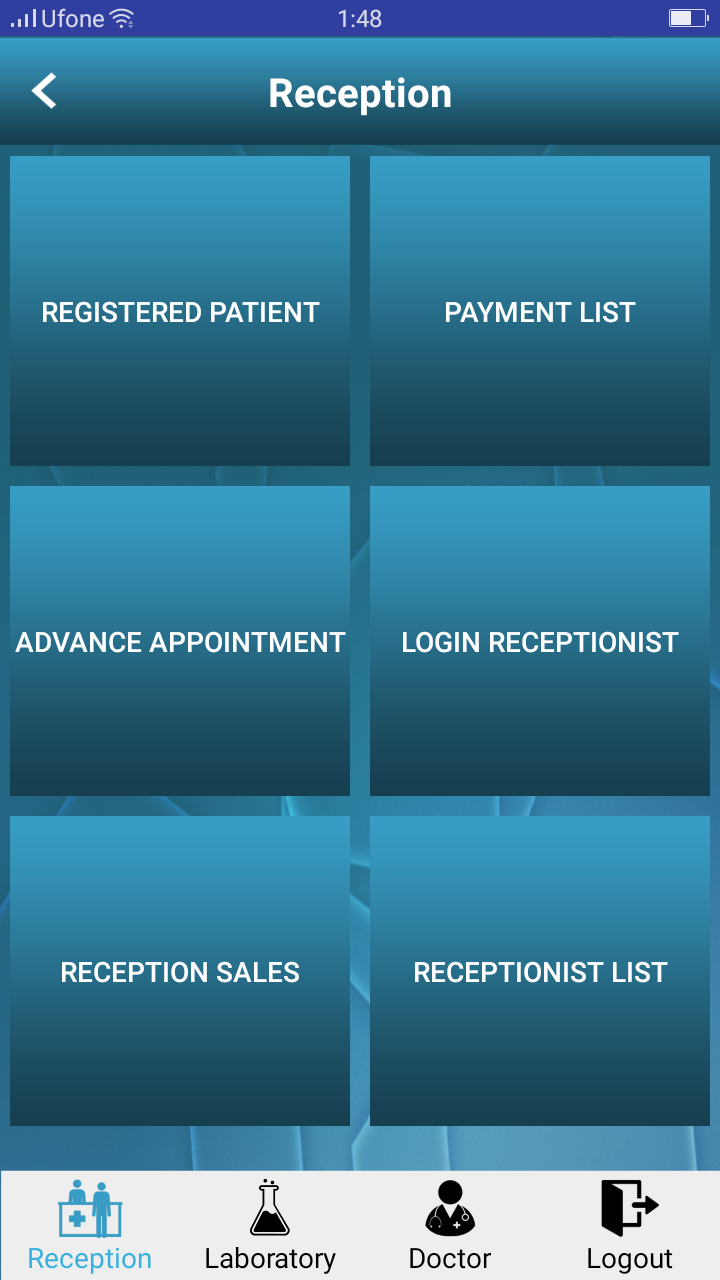 Ufone 1:48
Reception
REGISTERED PATIENT
PAYMENT LIST
ADVANCE APPOINTMENT
LOGIN RECEPTIONIST
RECEPTION SALES
RECEPTIONIST LIST
Reception
Laboratory
Doctor
Logout